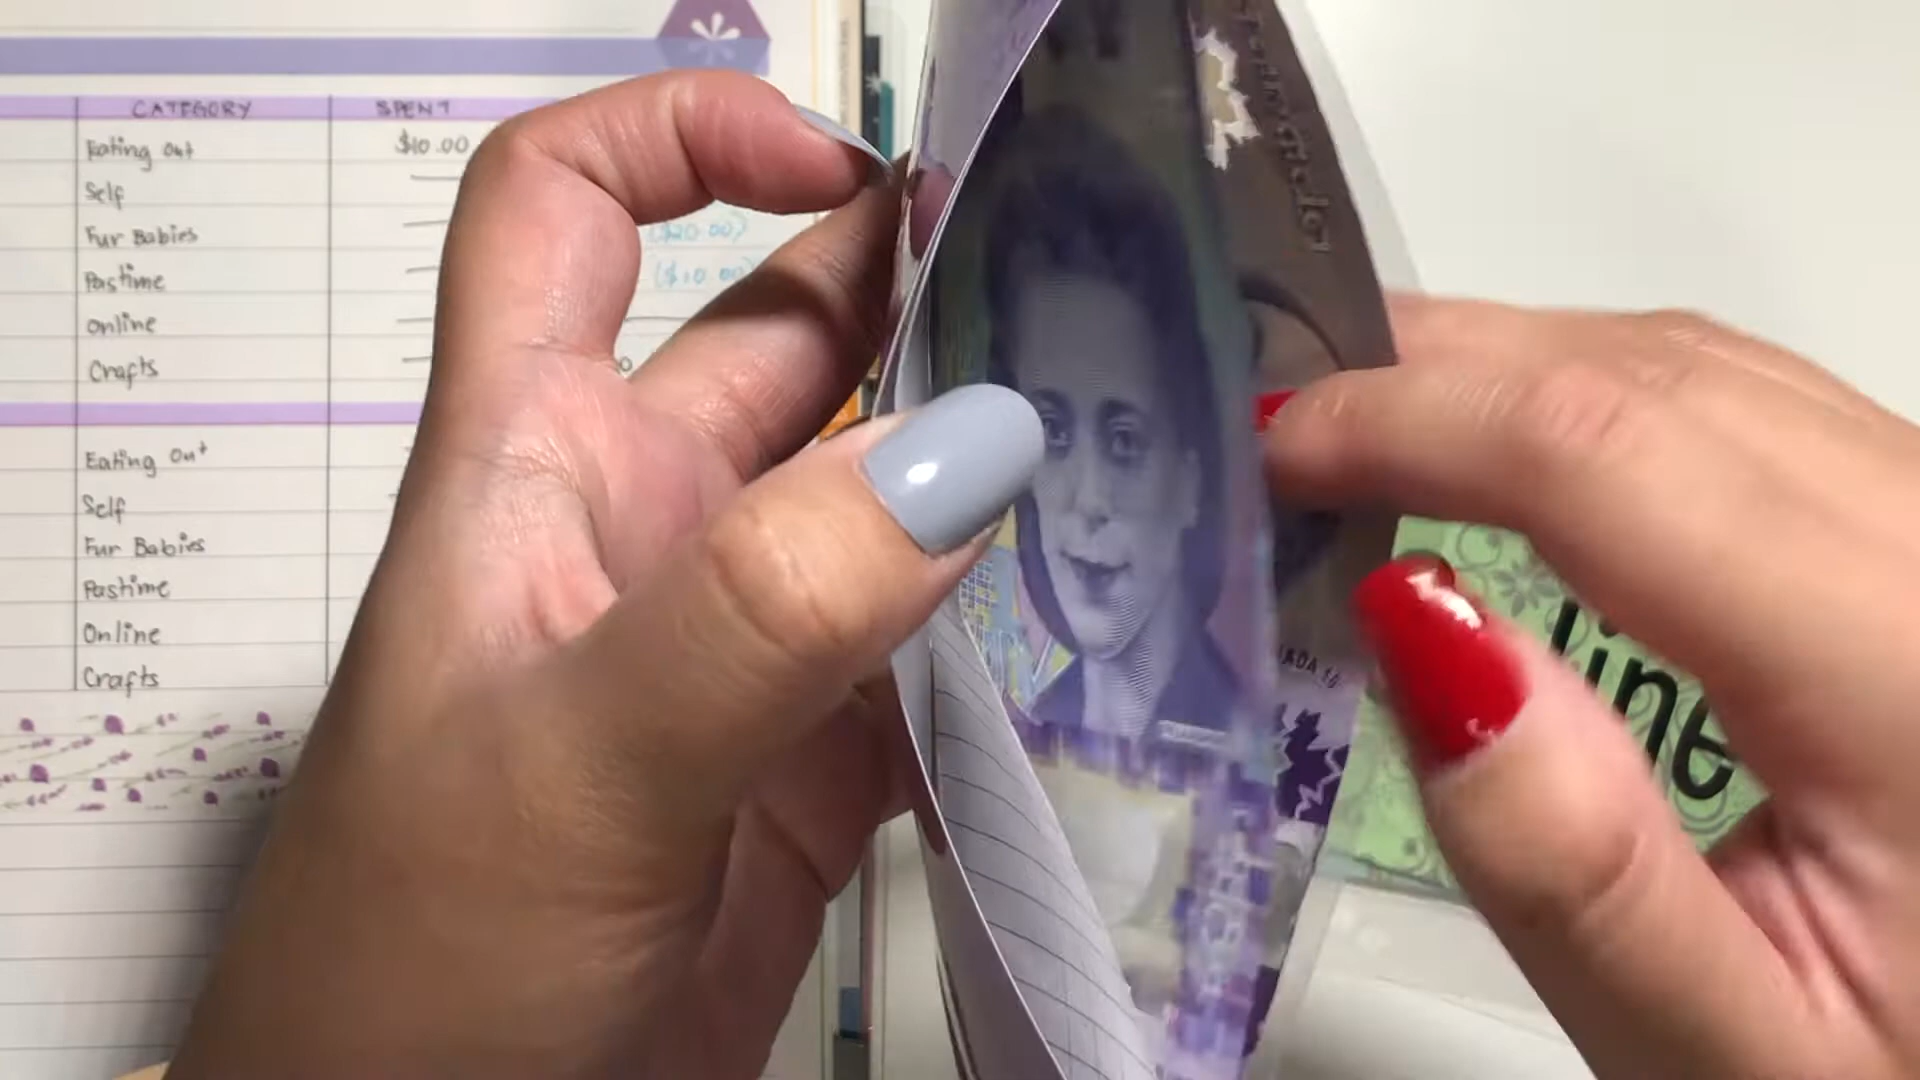 CATEGORY SPENT
Eating Out $10.00
Self
Fur Babies ($20.00)
Pastime ($10.00)
Online
Crafts
Eating Out
Self
Fur Babies
Pastime
Online
Crafts
line